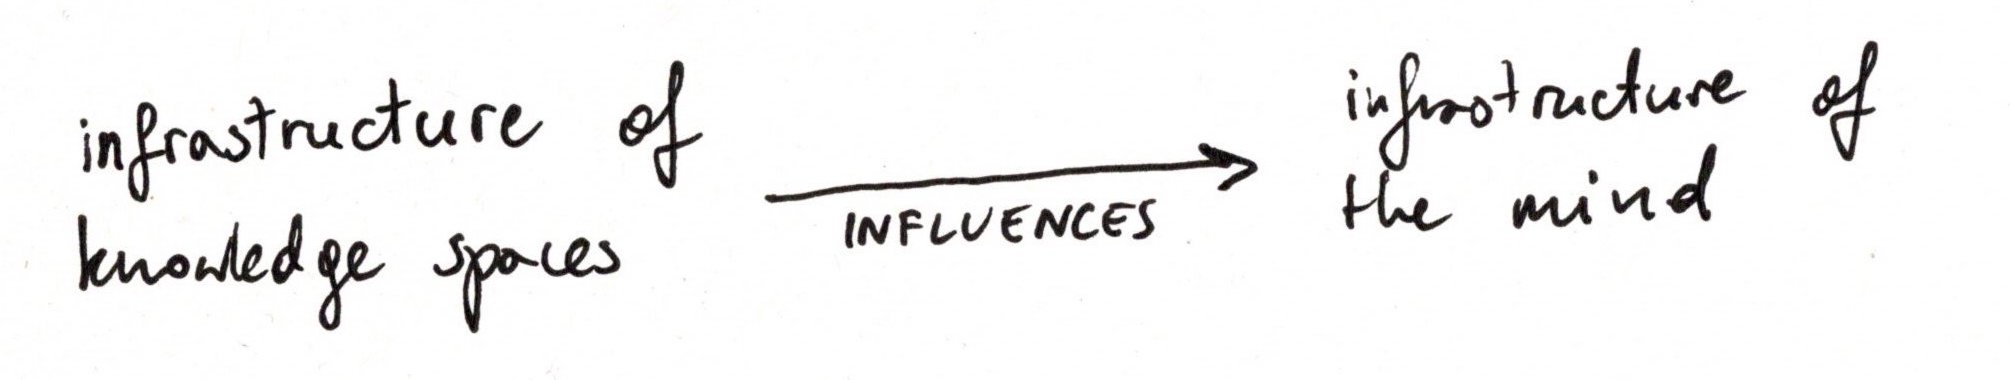 infrastructure of
knowledge spaces
INFLUENCES
infrastructure of
the mind